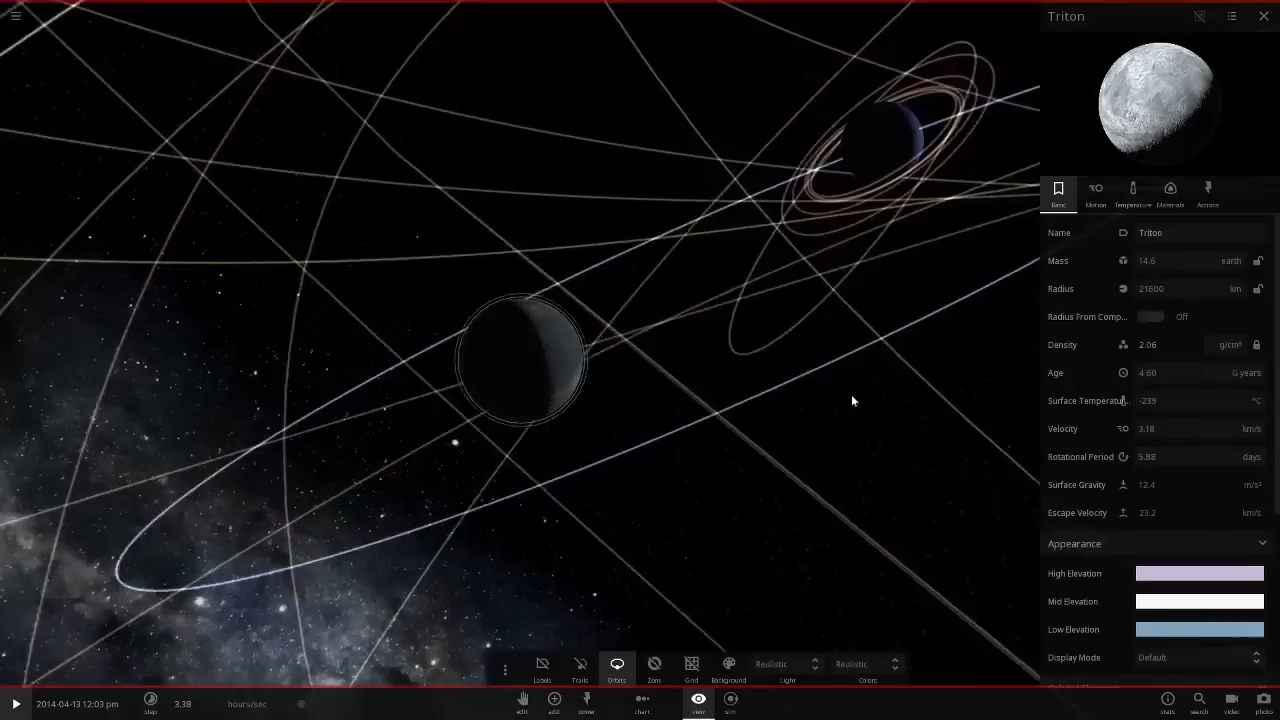 Triton
Basic Motion Temperature Materials Actions
Name Triton
Mass 14.6 earth
Radius 21600 km
Radius From Comp... Off
Density 2.06 g/cm³
Age 4.60 G years
Surface Temperatu... -239 °C
Velocity 3.18 km/s
Rotational Period 5.88 days
Surface Gravity 12.4 m/s²
Escape Velocity 23.2 km/s
Appearance
High Elevation
Mid Elevation
Low Elevation
Display Mode Default
Realistic Realistic
Labels Trails Orbits Zone Grid Background Light Colors
2014-04-13 12:03 pm step 3.38 hours/sec edit add power chart view sim stats search video photo